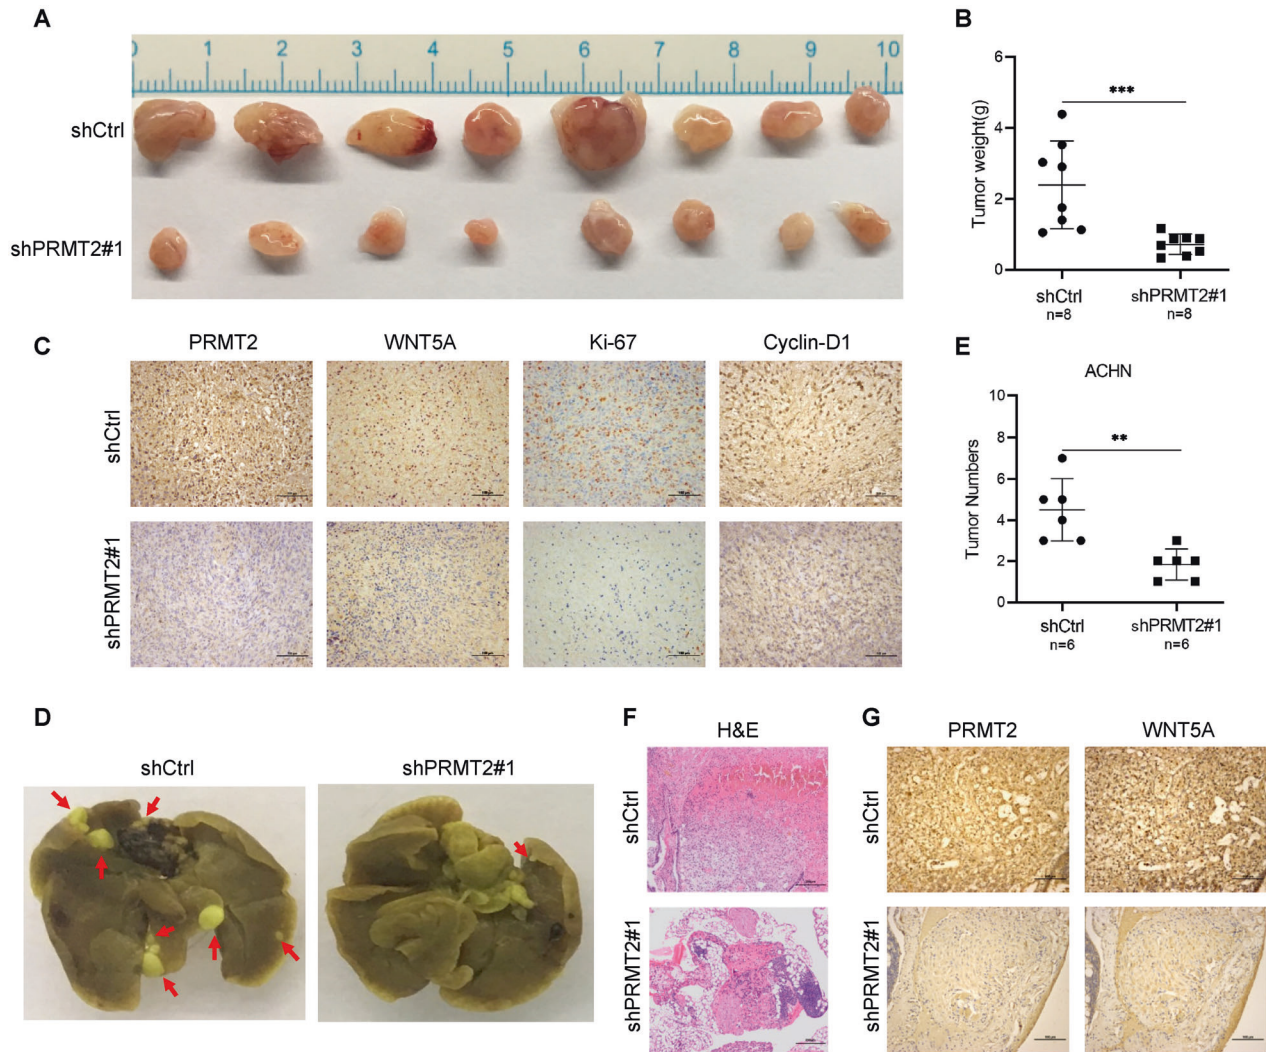 A
0 1 2 3 4 5 6 7 8 9 10
shCtrl
shPRMT2#1
B
6
4
2
0
Tumor weight(g)
***
shCtrl
n=8
shPRMT2#1
n=8
C
PRMT2
WNT5A
Ki-67
Cyclin-D1
shCtrl
shPRMT2#1
E
ACHN
10
8
6
4
2
0
Tumor Numbers
**
shCtrl
n=6
shPRMT2#1
n=6
D
shCtrl
shPRMT2#1
F
H&E
shCtrl
shPRMT2#1
G
PRMT2
WNT5A
shCtrl
shPRMT2#1